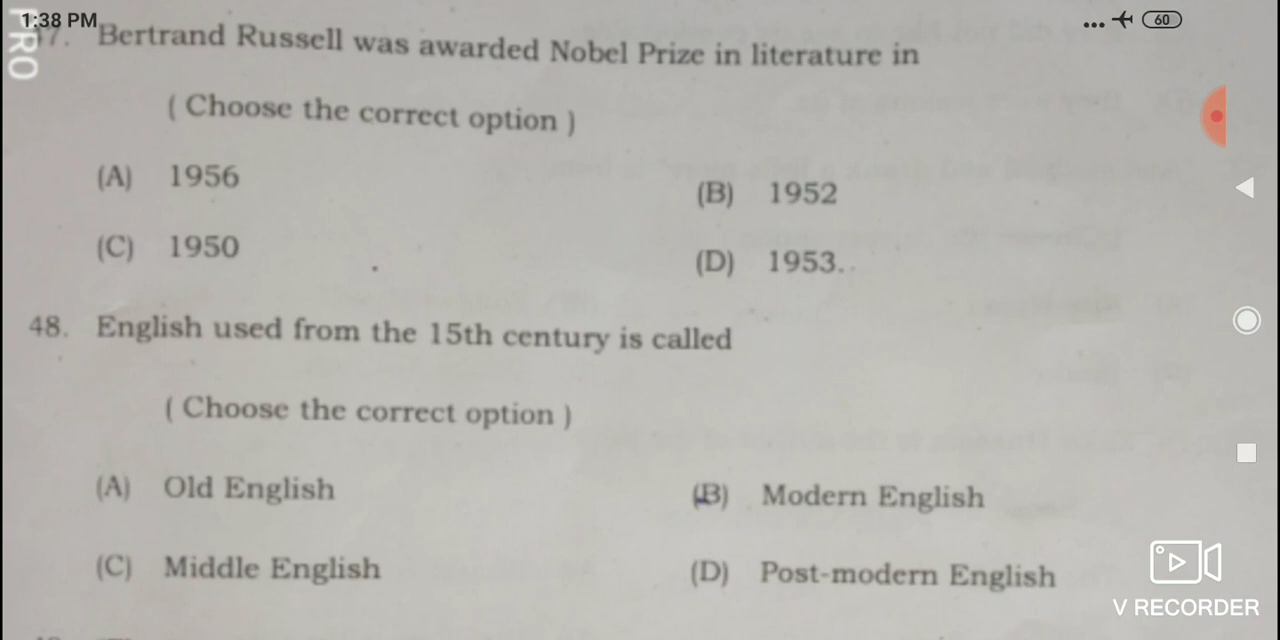 1:38 PM
60
PRO
7. Bertrand Russell was awarded Nobel Prize in literature in
( Choose the correct option )
(A) 1956
(B) 1952
(C) 1950
(D) 1953.
48. English used from the 15th century is called
( Choose the correct option )
(A) Old English
(B) Modern English
(C) Middle English
(D) Post-modern English
V RECORDER